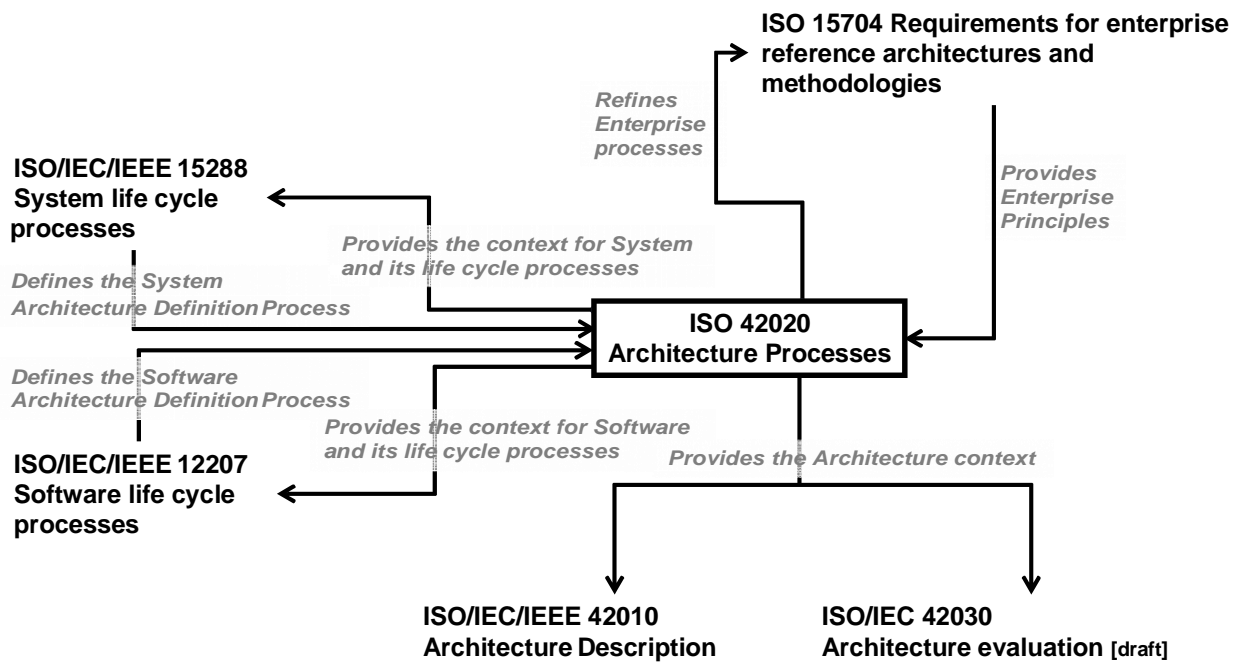 ISO 15704 Requirements for enterprise
reference architectures and
methodologies
Refines
Enterprise
processes
Provides
Enterprise
Principles
ISO/IEC/IEEE 15288
System life cycle
processes
Provides the context for System
and its life cycle processes
Defines the System
Architecture Definition Process
ISO 42020
Architecture Processes
Defines the Software
Architecture Definition Process
Provides the context for Software
and its life cycle processes
Provides the Architecture context
ISO/IEC/IEEE 12207
Software life cycle
processes
ISO/IEC/IEEE 42010
Architecture Description
ISO/IEC 42030
Architecture evaluation [draft]